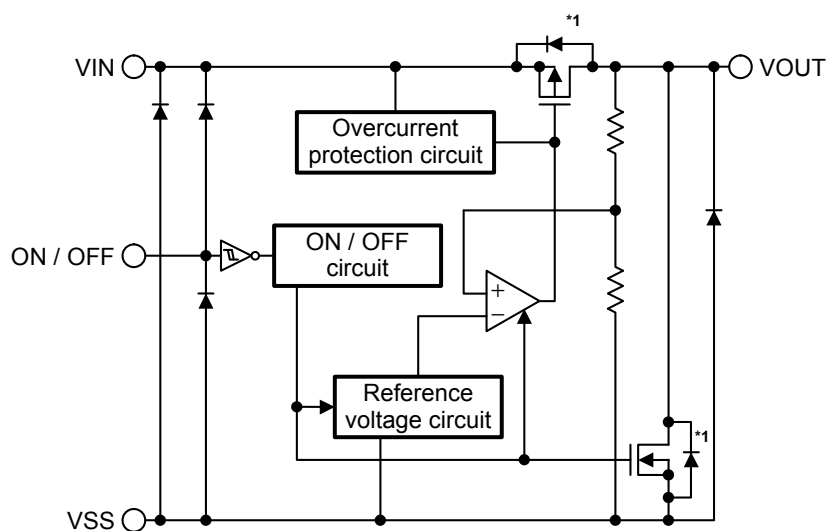 *1
VIN
VOUT
Overcurrent
protection circuit
ON / OFF
ON / OFF
circuit
+
−
Reference
voltage circuit
*1
VSS